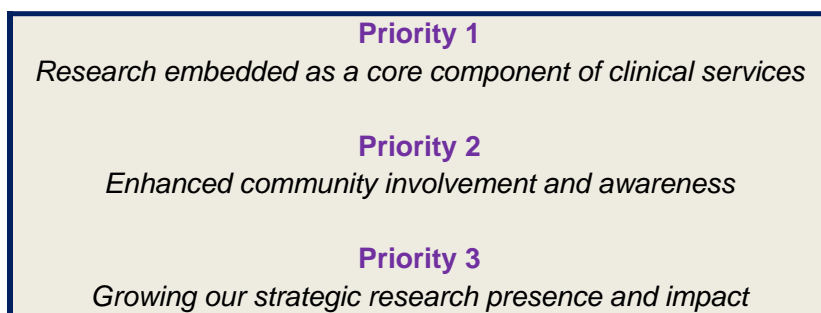 Priority 1
Research embedded as a core component of clinical services
Priority 2
Enhanced community involvement and awareness
Priority 3
Growing our strategic research presence and impact